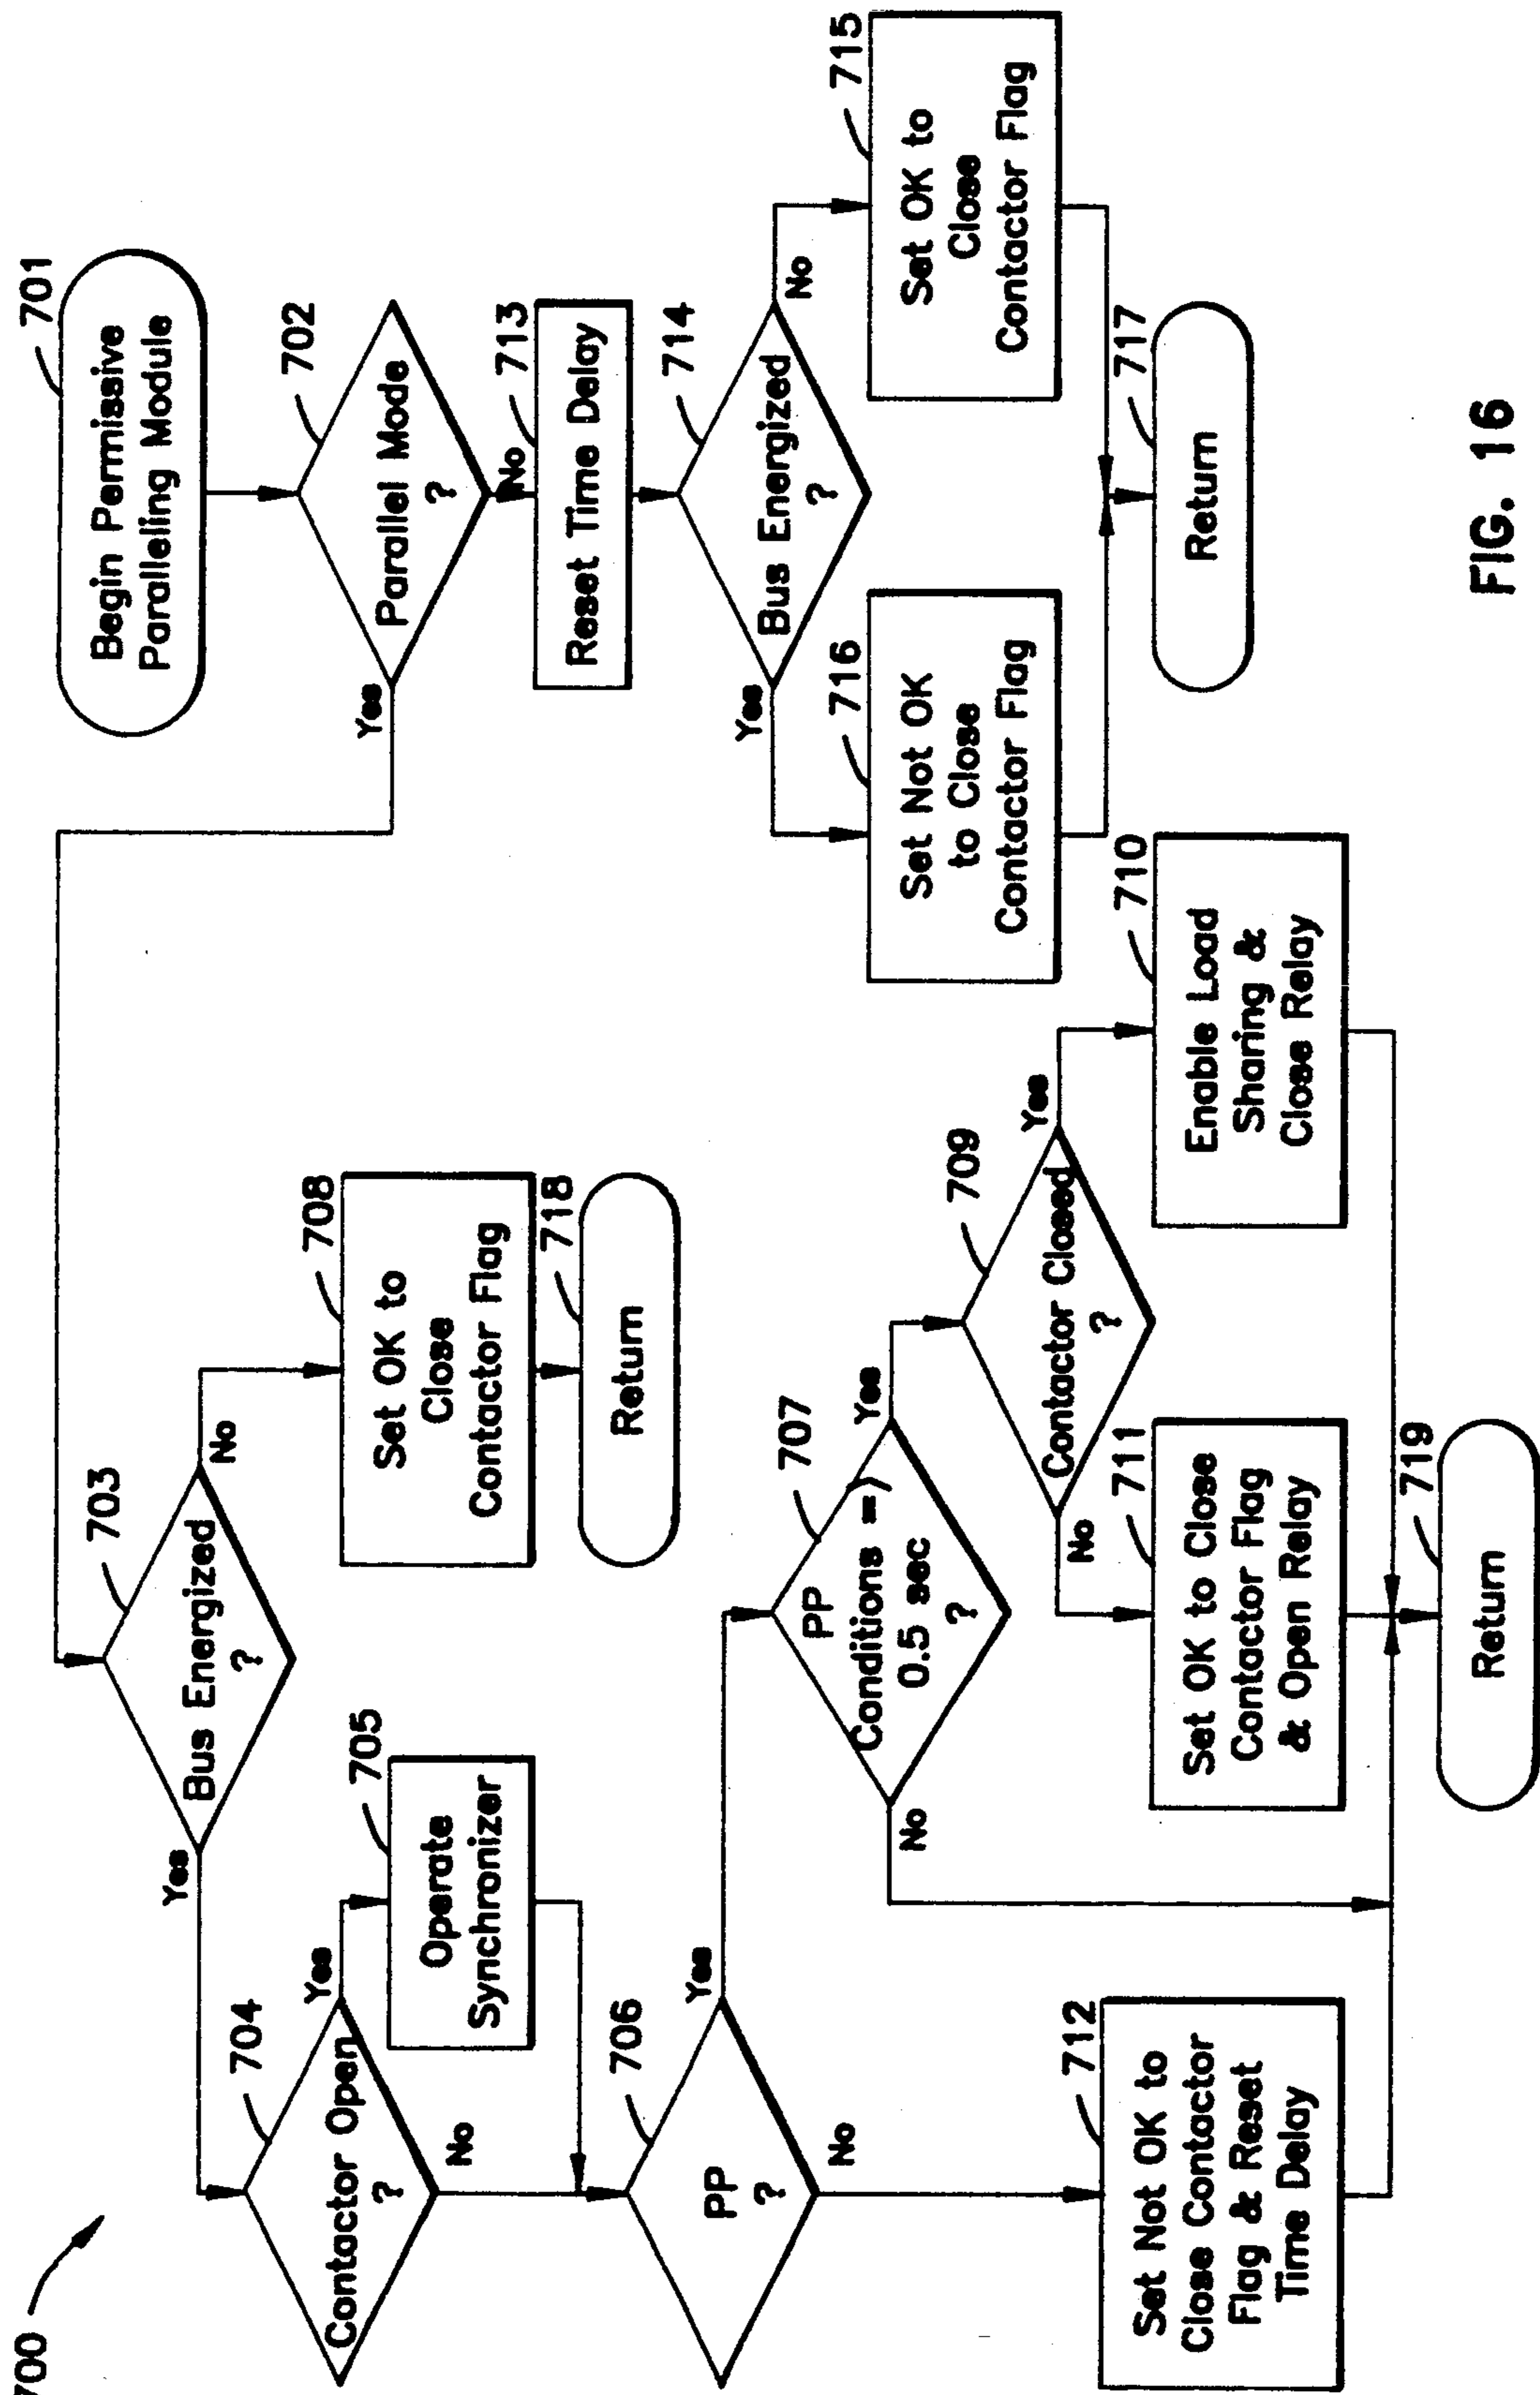 700
701
Begin Permissive
Paralleling Module
702
Parallel Mode
?
Yes
No
703
Bus Energized
?
Yes
No
704
Contactor Open
?
Yes
No
705
Operate
Synchronizer
706
PP
?
Yes
No
707
PP
Conditions =)
0.5 sec
?
Yes
No
708
Set OK to
Close
Contactor Flag
718
Return
709
Contactor Closed
?
Yes
No
710
Enable Load
Sharing &
Close Relay
711
Set OK to Close
Contactor Flag
& Open Relay
712
Set Not OK to
Close Contactor
Flag & Reset
Time Delay
719
Return
713
Reset Time Delay
714
Bus Energized
?
Yes
No
715
Set OK to
Close
Contactor Flag
716
Set Not OK
to Close
Contactor Flag
717
Return
FIG. 16